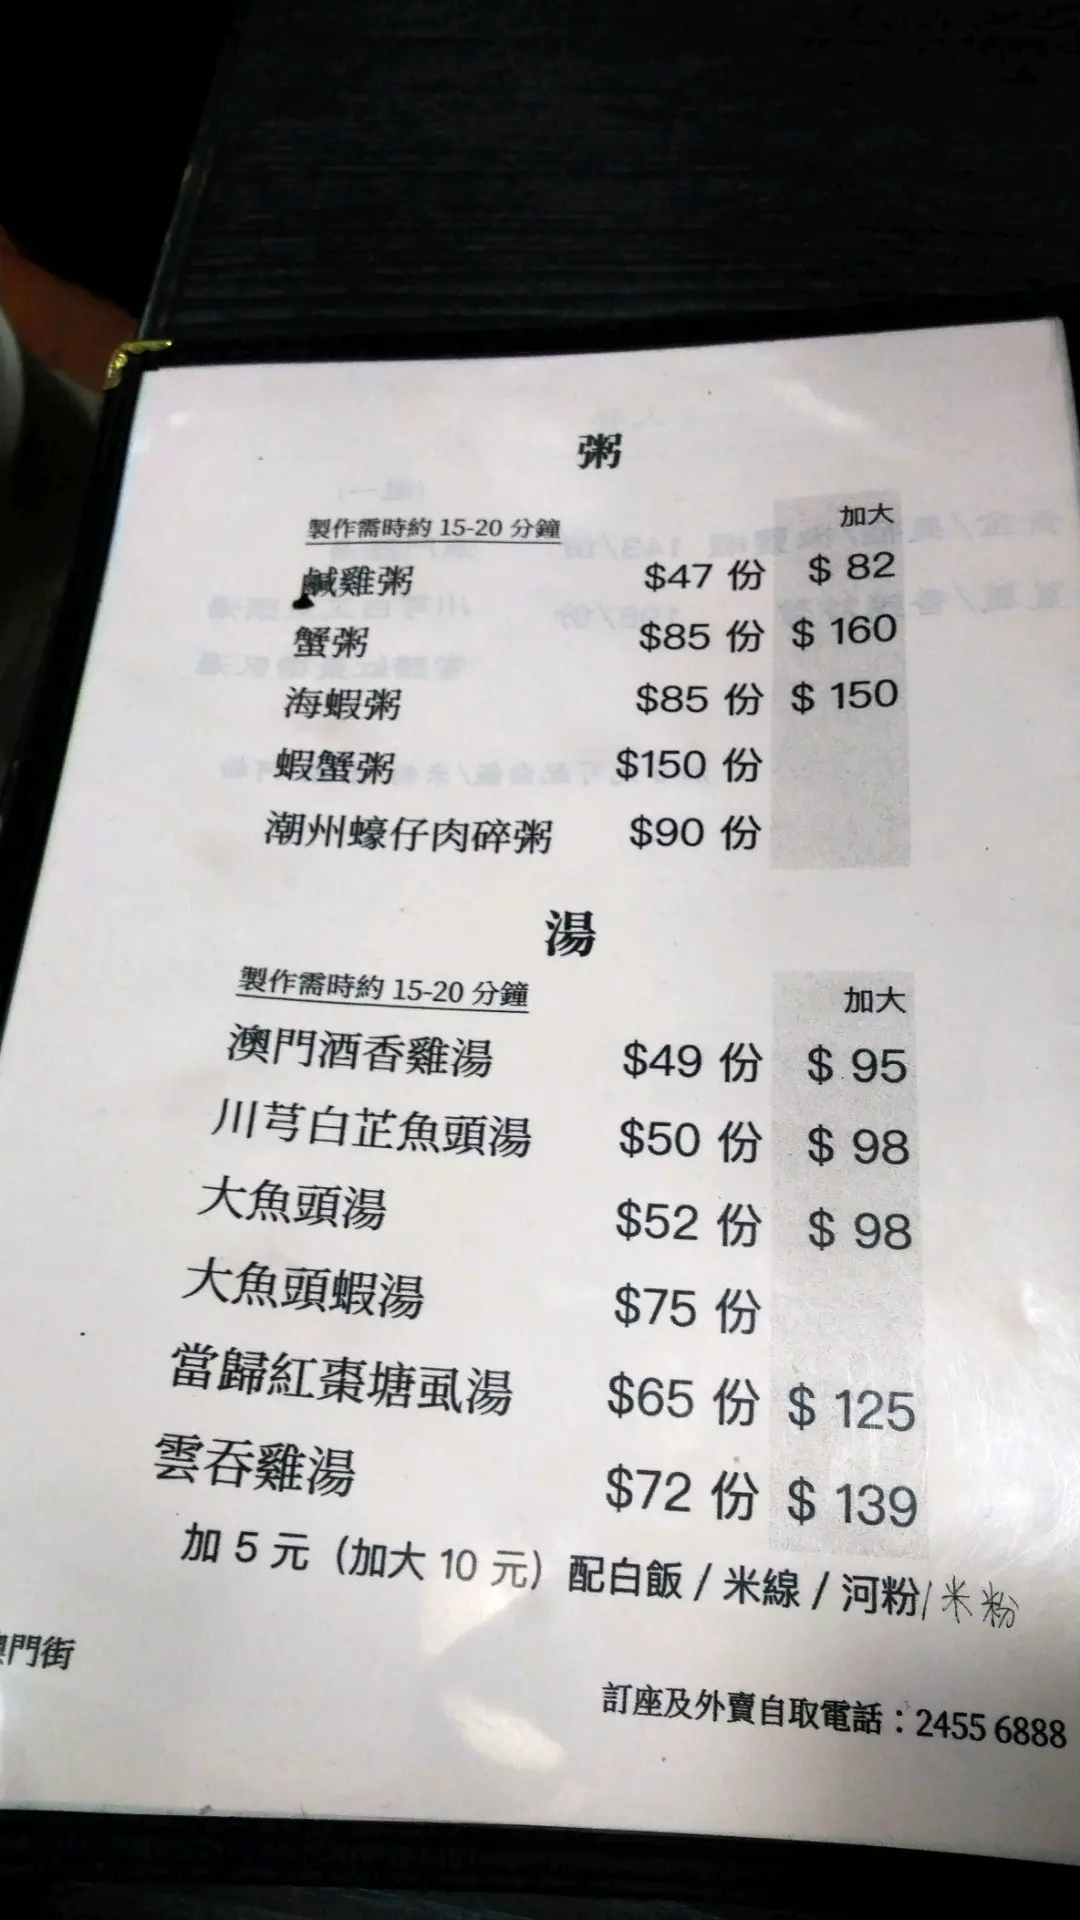 粥
製作需時約 15-20 分鐘 加大
鹹雞粥 $47 份 $ 82
蟹粥 $85 份 $ 160
海蝦粥 $85 份 $ 150
蝦蟹粥 $150 份
潮州蠔仔肉碎粥 $90 份
湯
製作需時約 15-20 分鐘 加大
澳門酒香雞湯 $49 份 $ 95
川芎白芷魚頭湯 $50 份 $ 98
大魚頭湯 $52 份 $ 98
大魚頭蝦湯 $75 份
當歸紅棗塘虱湯 $65 份 $ 125
雲吞雞湯 $72 份 $ 139
加 5 元（加大 10 元）配白飯 / 米線 / 河粉/米粉
門街
訂座及外賣自取電話：2455 6888